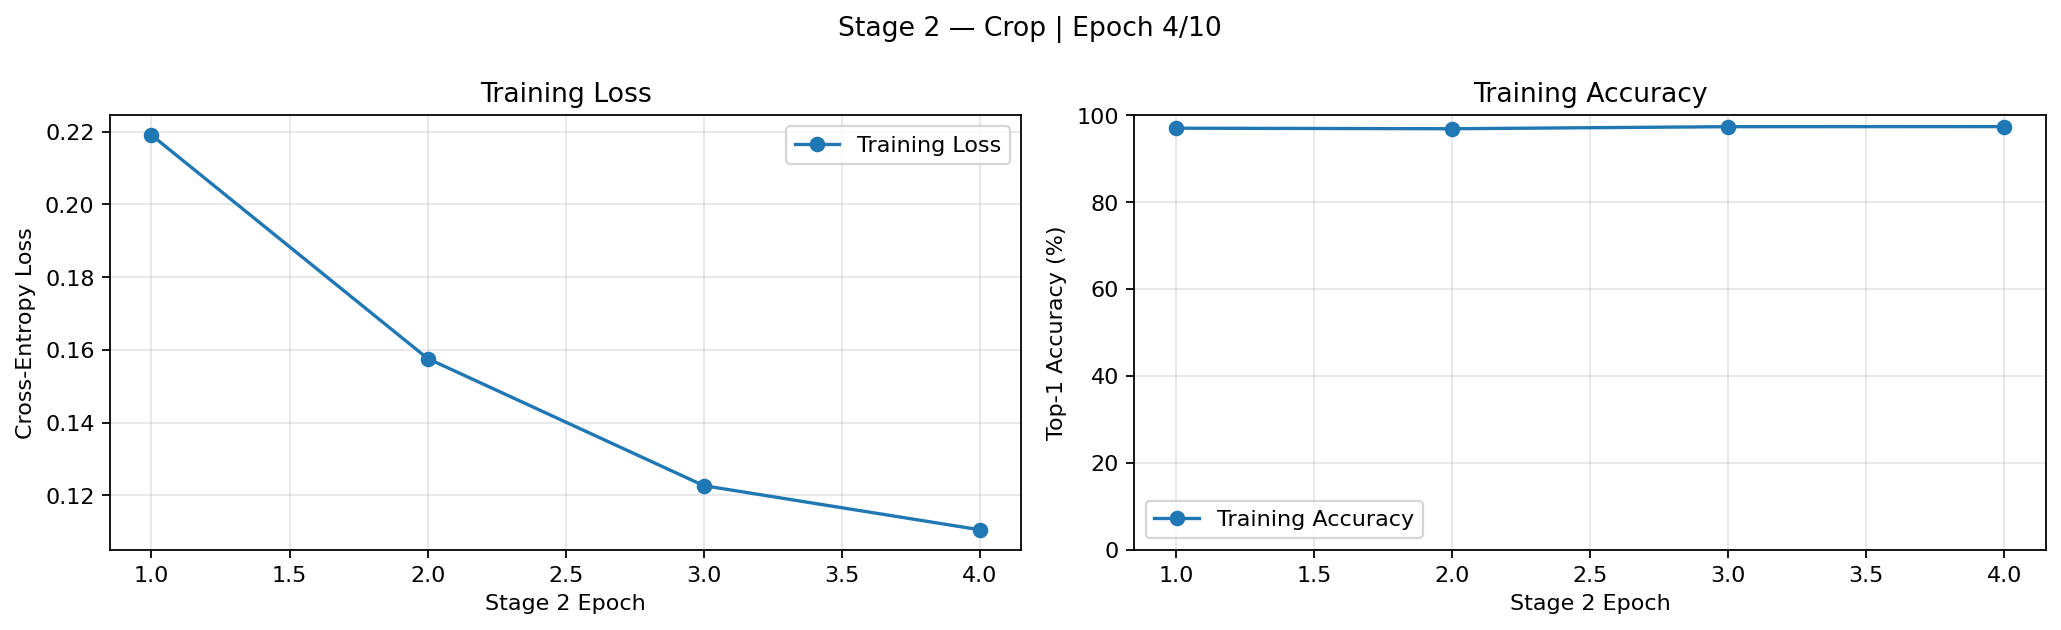 Stage 2 — Crop | Epoch 4/10
Training Loss
Cross-Entropy Loss
0.22
0.20
0.18
0.16
0.14
0.12
Training Loss
1.0 1.5 2.0 2.5 3.0 3.5 4.0
Stage 2 Epoch
Training Accuracy
Top-1 Accuracy (%)
100
80
60
40
20
0
Training Accuracy
1.0 1.5 2.0 2.5 3.0 3.5 4.0
Stage 2 Epoch